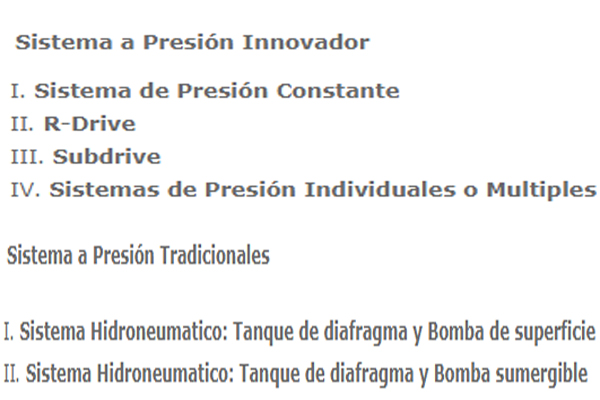 Sistema a Presión Innovador
I. Sistema de Presión Constante
II. R-Drive
III. Subdrive
IV. Sistemas de Presión Individuales o Multiples
Sistema a Presión Tradicionales
I. Sistema Hidroneumatico: Tanque de diafragma y Bomba de superficie
II. Sistema Hidroneumatico: Tanque de diafragma y Bomba sumergible